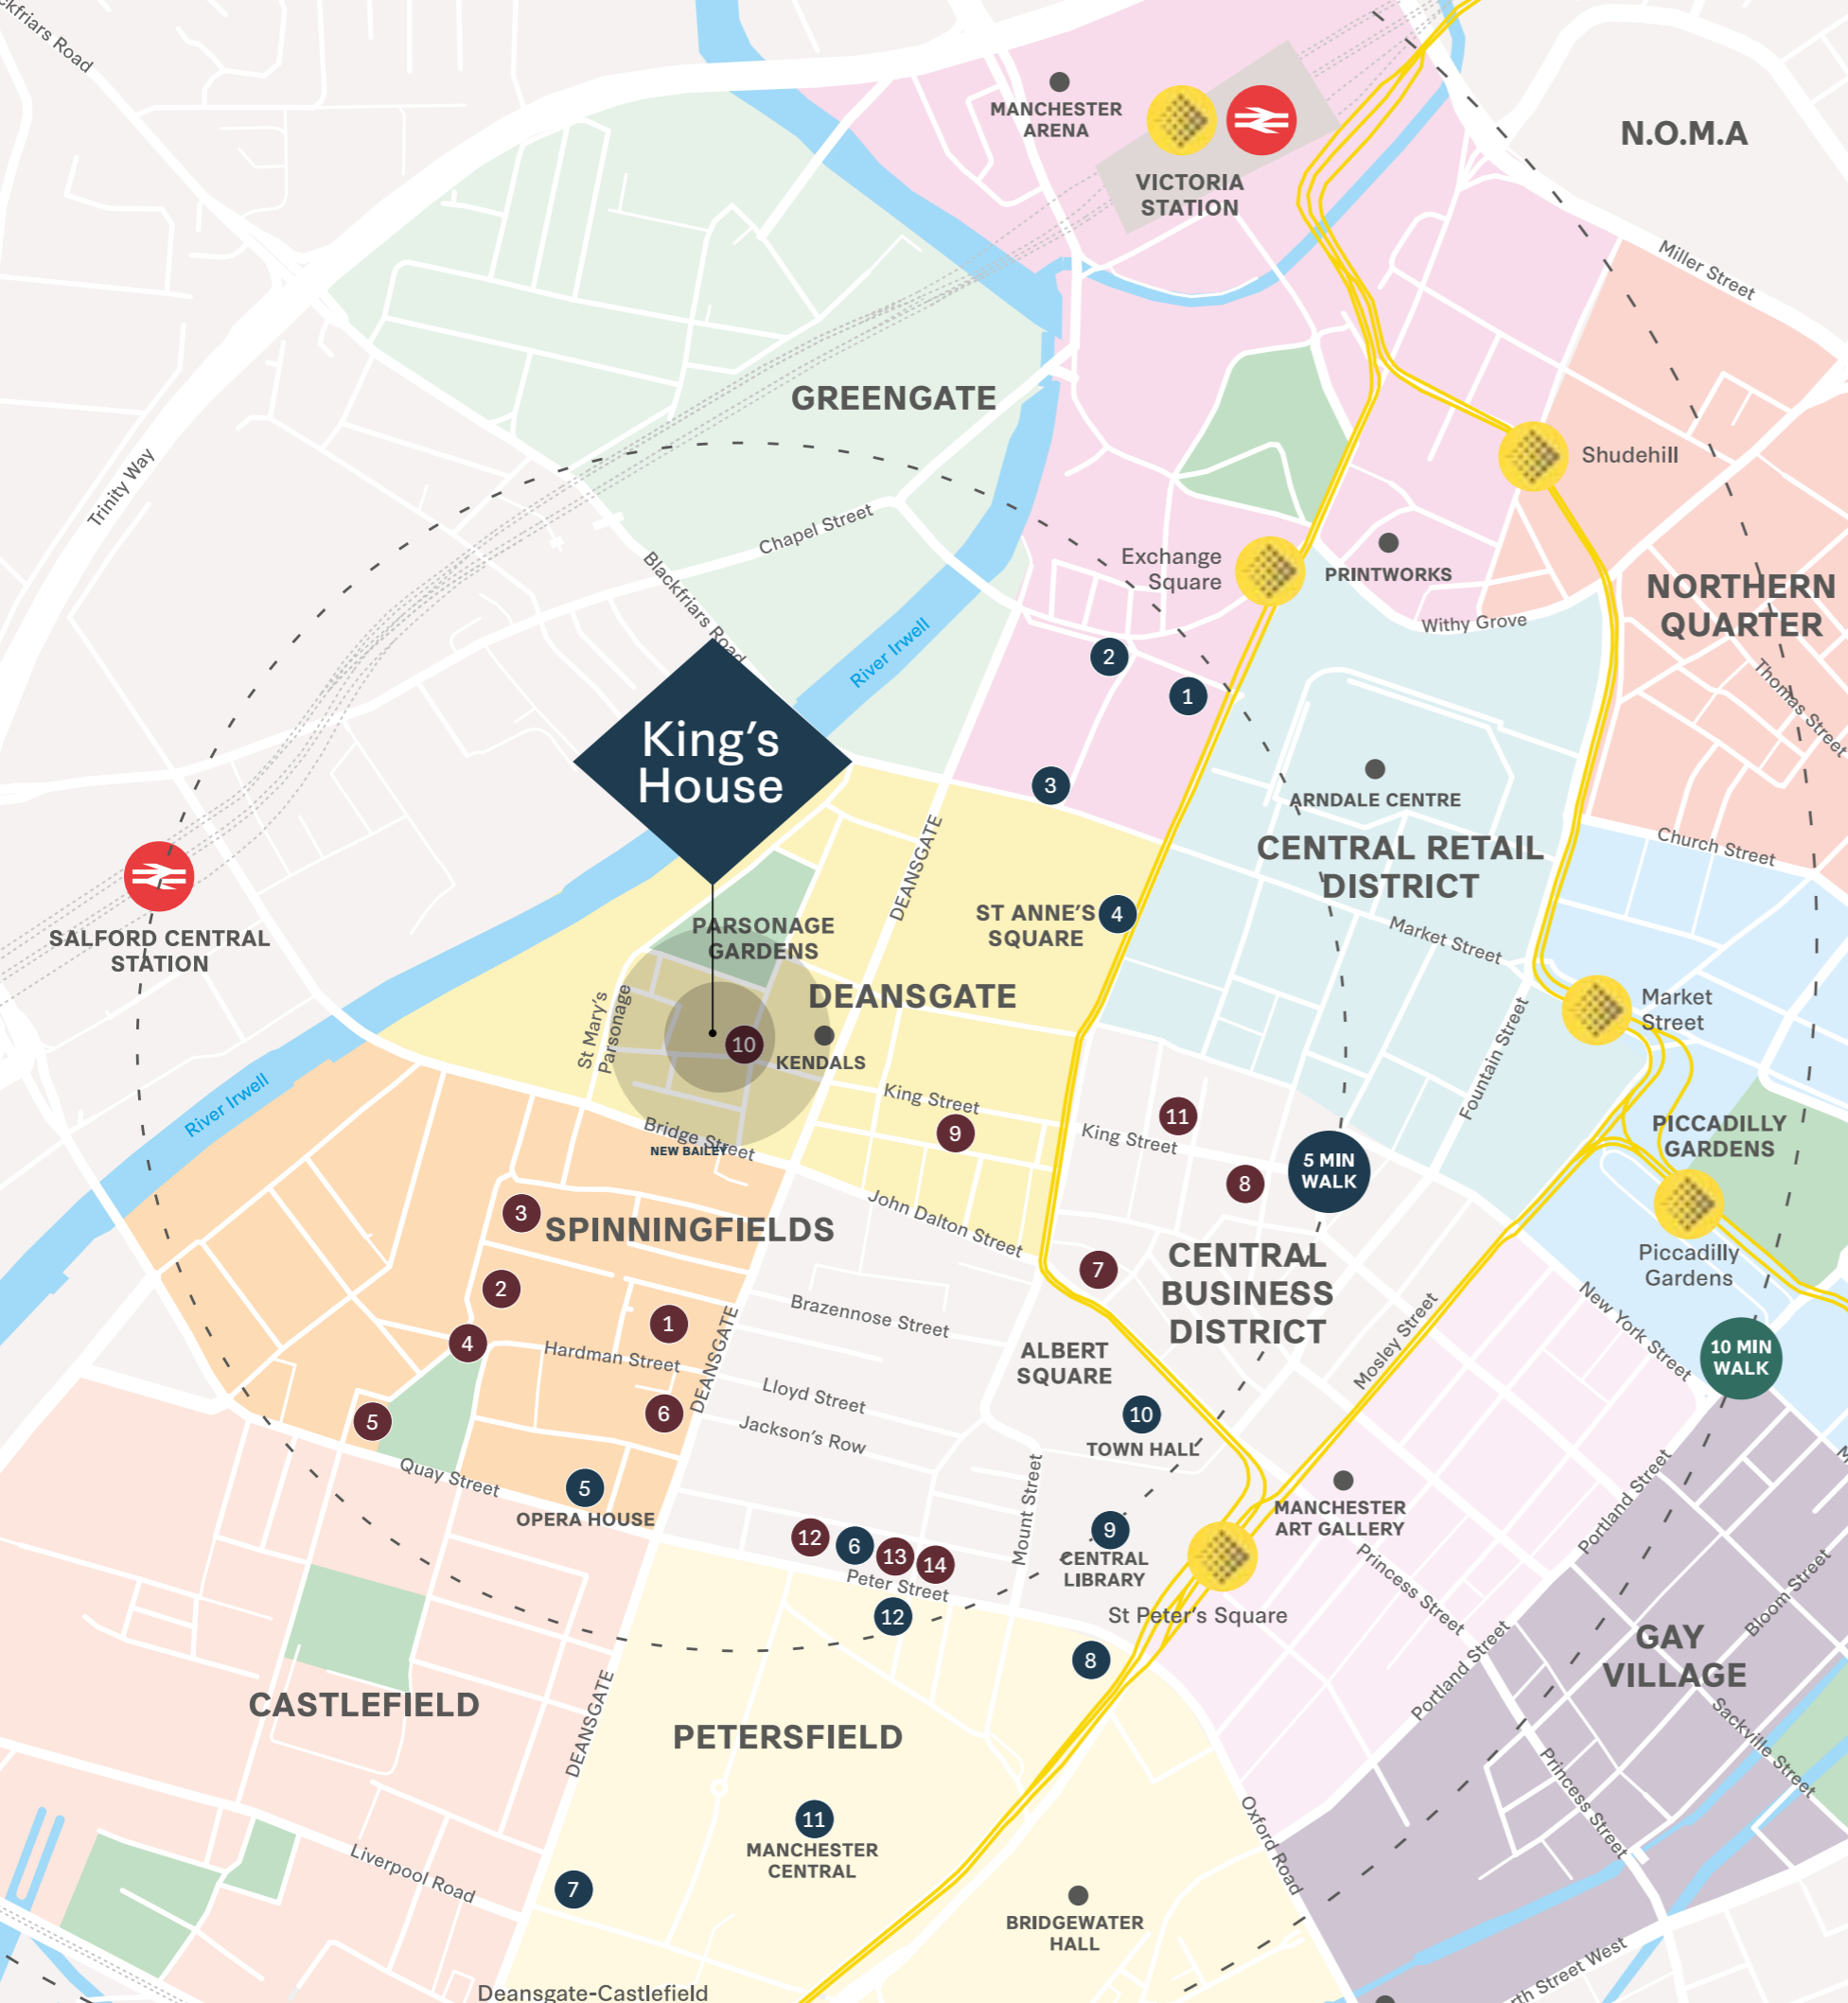 ckfriars Road
MANCHESTER
ARENA
VICTORIA
STATION
N.O.M.A
Miller Street
GREENGATE
Trinity Way
Chapel Street
Blackfriars Road
Shudehill
Exchange
Square
PRINTWORKS
NORTHERN
QUARTER
Withy Grove
Thomas Street
River Irwell
2
1
King's
House
3
ARNDALE CENTRE
CENTRAL RETAIL
DISTRICT
Church Street
DEANSGATE
SALFORD CENTRAL
STATION
PARSONAGE
GARDENS
ST ANNE'S
SQUARE
4
Market Street
DEANSGATE
St Mary's
Parsonage
10
KENDALS
Market
Street
Fountain Street
River Irwell
King Street
9
King Street
11
Bridge Street
NEW BAILEY
PICCADILLY
GARDENS
5 MIN
WALK
8
3
SPINNINGFIELDS
John Dalton Street
7
CENTRAL
BUSINESS
DISTRICT
Piccadilly
Gardens
2
1
4
Hardman Street
DEANSGATE
Brazennose Street
ALBERT
SQUARE
Mosley Street
New York Street
10 MIN
WALK
5
6
Lloyd Street
Jackson's Row
10
TOWN HALL
Quay Street
5
OPERA HOUSE
Mount Street
MANCHESTER
ART GALLERY
Portland Street
12
6
13
14
Peter Street
12
9
CENTRAL
LIBRARY
St Peter's Square
Princess Street
Bloom Street
8
Portland Street
GAY
VILLAGE
CASTLEFIELD
DEANSGATE
PETERSFIELD
Sackville Street
Princess Street
Oxford Road
11
MANCHESTER
CENTRAL
Liverpool Road
7
BRIDGEWATER
HALL
Deansgate-Castlefield
rth Street West